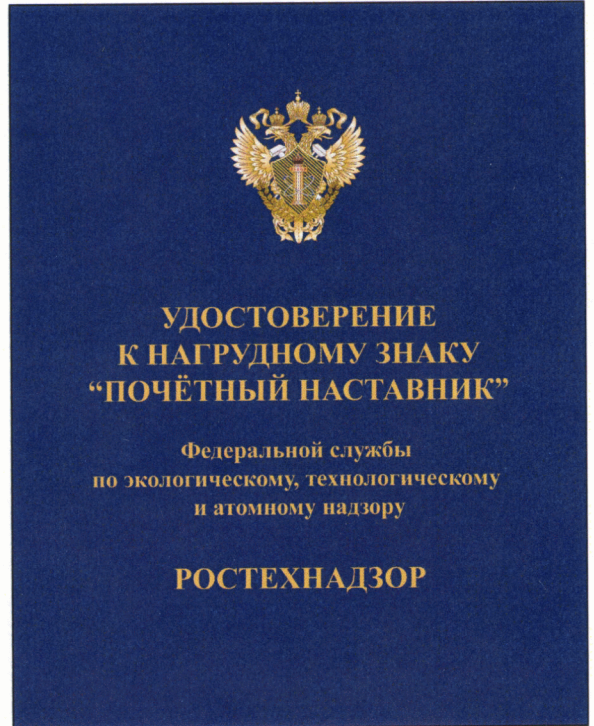 УДОСТОВЕРЕНИЕ
К НАГРУДНОМУ ЗНАКУ
“ПОЧЁТНЫЙ НАСТАВНИК”
Федеральной службы
по экологическому, технологическому
и атомному надзору
РОСТЕХНАДЗОР